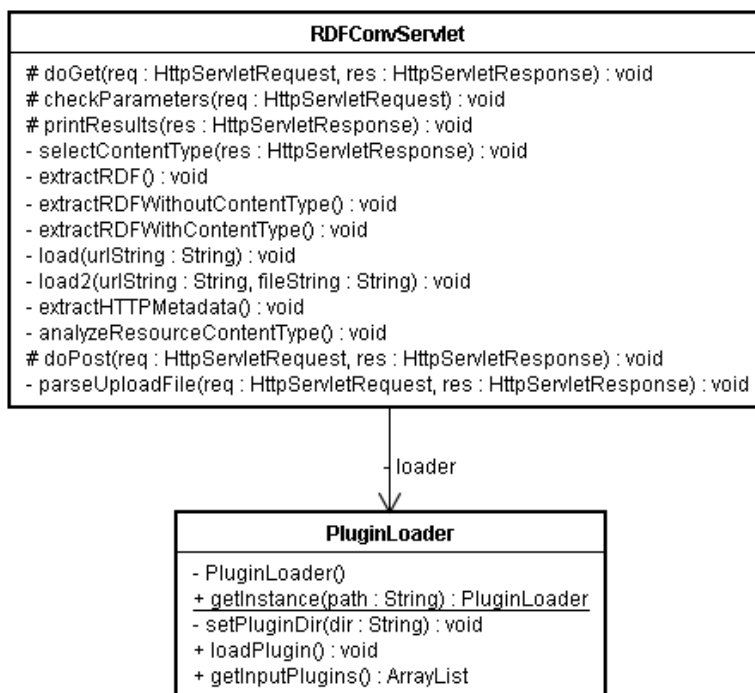 RDFConvServlet
# doGet(req : HttpServletRequest, res : HttpServletResponse) : void
# checkParameters(req : HttpServletRequest) : void
# printResults(res : HttpServletResponse) : void
- selectContentType(res : HttpServletResponse) : void
- extractRDF() : void
- extractRDFWithoutContentType() : void
- extractRDFWithContentType() : void
- load(urlString : String) : void
- load2(urlString : String, fileString : String) : void
- extractHTTPMetadata() : void
- analyzeResourceContentType() : void
# doPost(req : HttpServletRequest, res : HttpServletResponse) : void
- parseUploadFile(req : HttpServletRequest, res : HttpServletResponse) : void
- loader
PluginLoader
- PluginLoader()
+ getInstance(path : String) : PluginLoader
- setPluginDir(dir : String) : void
+ loadPlugin() : void
+ getInputPlugins() : ArrayList